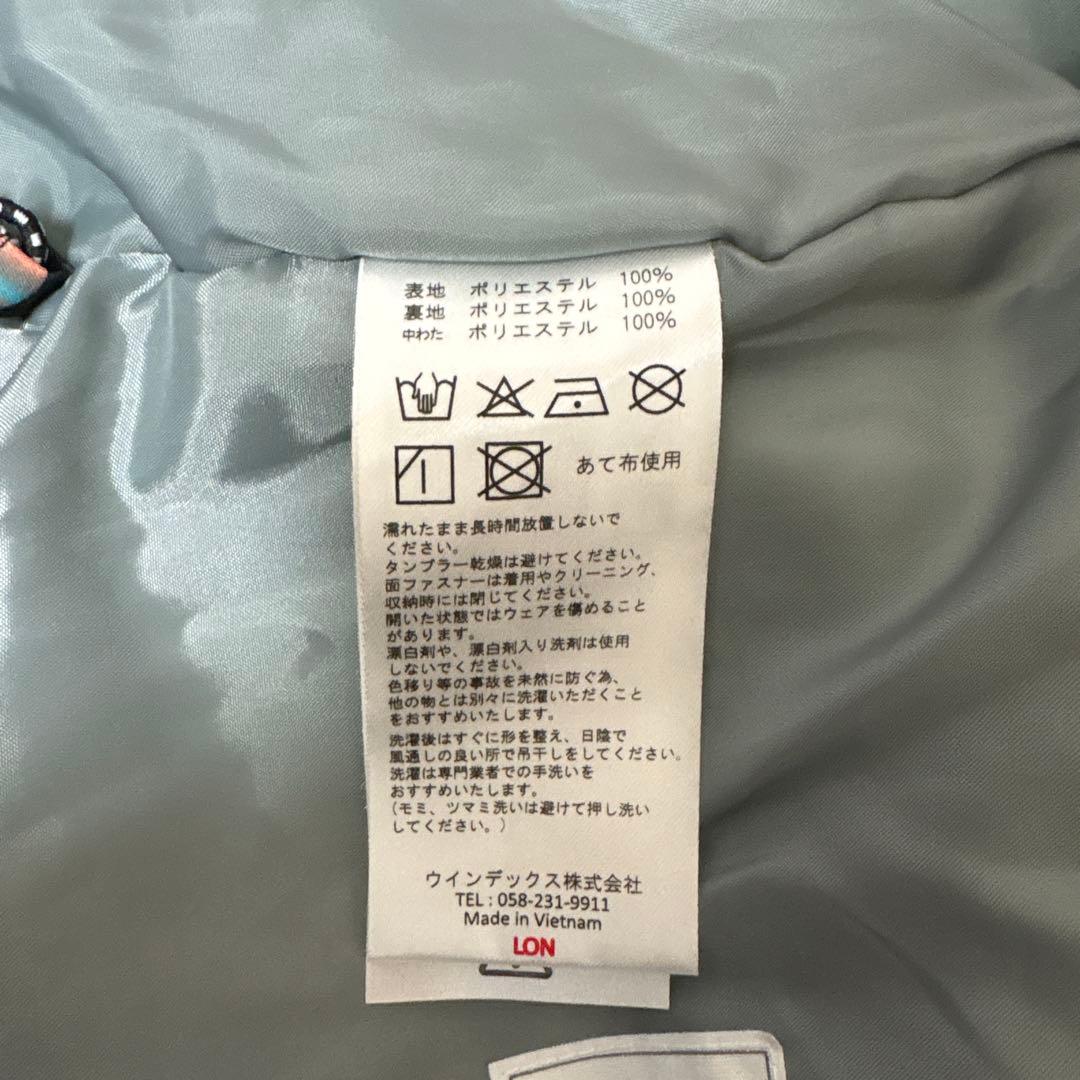 表地 ポリエステル 100%
裏地 ポリエステル 100%
中わた ポリエステル 100%
あて布使用
濡れたまま長時間放置しないで
ください。
タンブラー乾燥は避けてください。
面ファスナーは着用やクリーニング、
収納時には閉じてください。
開いた状態ではウェアを傷めること
があります。
漂白剤や、漂白剤入り洗剤は使用
しないでください。
色移り等の事故を未然に防ぐ為、
他の物とは別々に洗濯いただくこと
をおすすめいたします。
洗濯後はすぐに形を整え、日陰で
風通しの良い所で吊干しをしてください。
洗濯は専門業者での手洗いを
おすすめいたします。
（モミ、ツマミ洗いは避けて押し洗い
してください。）
ウインデックス株式会社
TEL : 058-231-9911
Made in Vietnam
LON